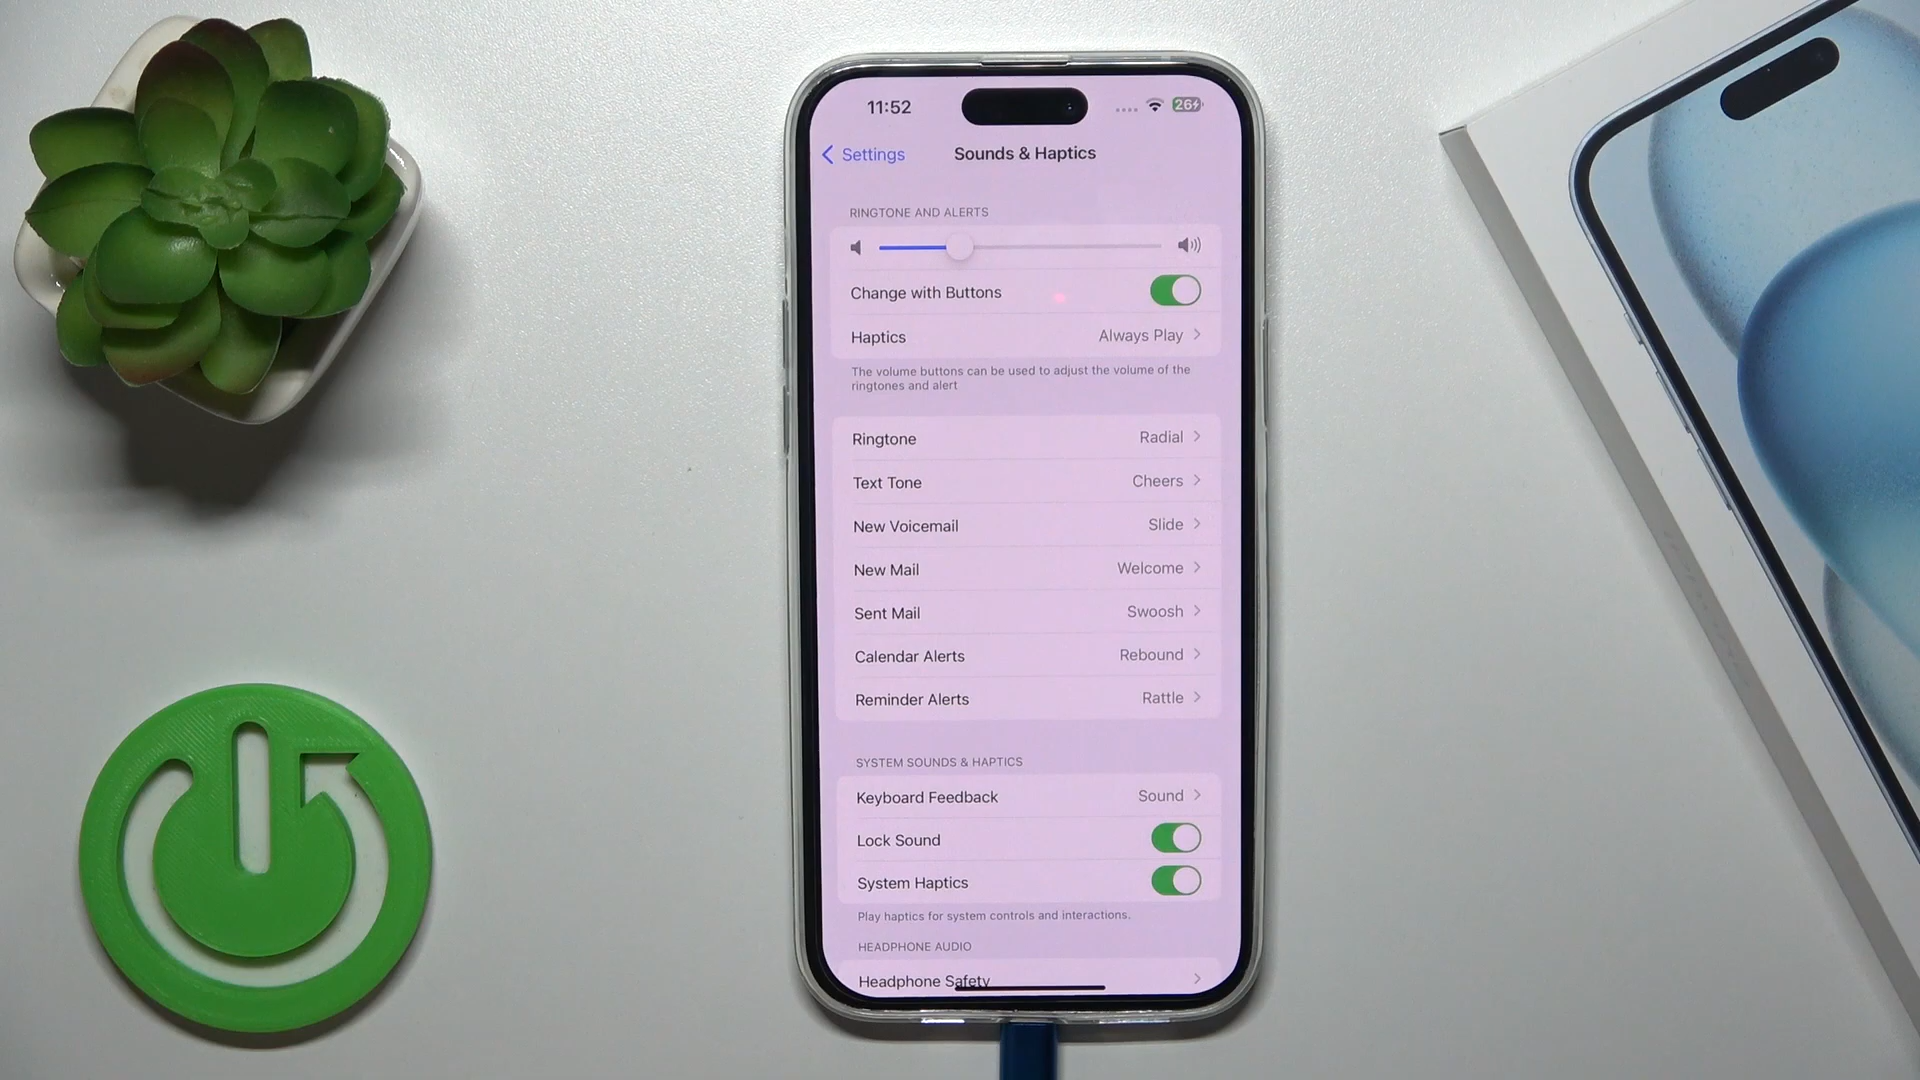 11:52
26
Settings
Sounds & Haptics
RINGTONE AND ALERTS
Change with Buttons
Haptics Always Play
The volume buttons can be used to adjust the volume of the
ringtones and alert
Ringtone Radial
Text Tone Cheers
New Voicemail Slide
New Mail Welcome
Sent Mail Swoosh
Calendar Alerts Rebound
Reminder Alerts Rattle
SYSTEM SOUNDS & HAPTICS
Keyboard Feedback Sound
Lock Sound
System Haptics
Play haptics for system controls and interactions.
HEADPHONE AUDIO
Headphone Safety